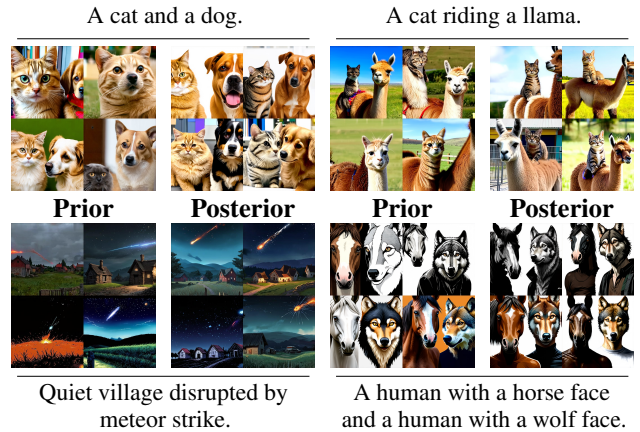 A cat and a dog.
A cat riding a llama.
Prior
Posterior
Prior
Posterior
Quiet village disrupted by
meteor strike.
A human with a horse face
and a human with a wolf face.